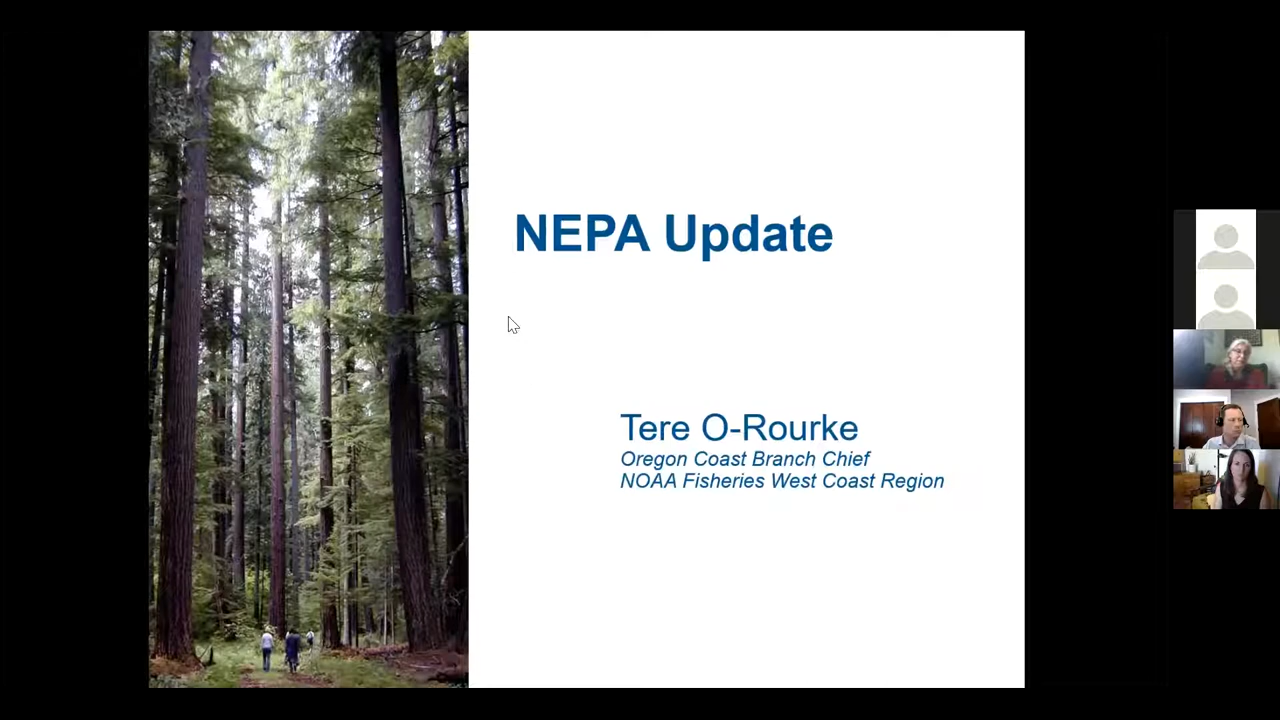 NEPA Update
Tere O-Rourke
Oregon Coast Branch Chief
NOAA Fisheries West Coast Region